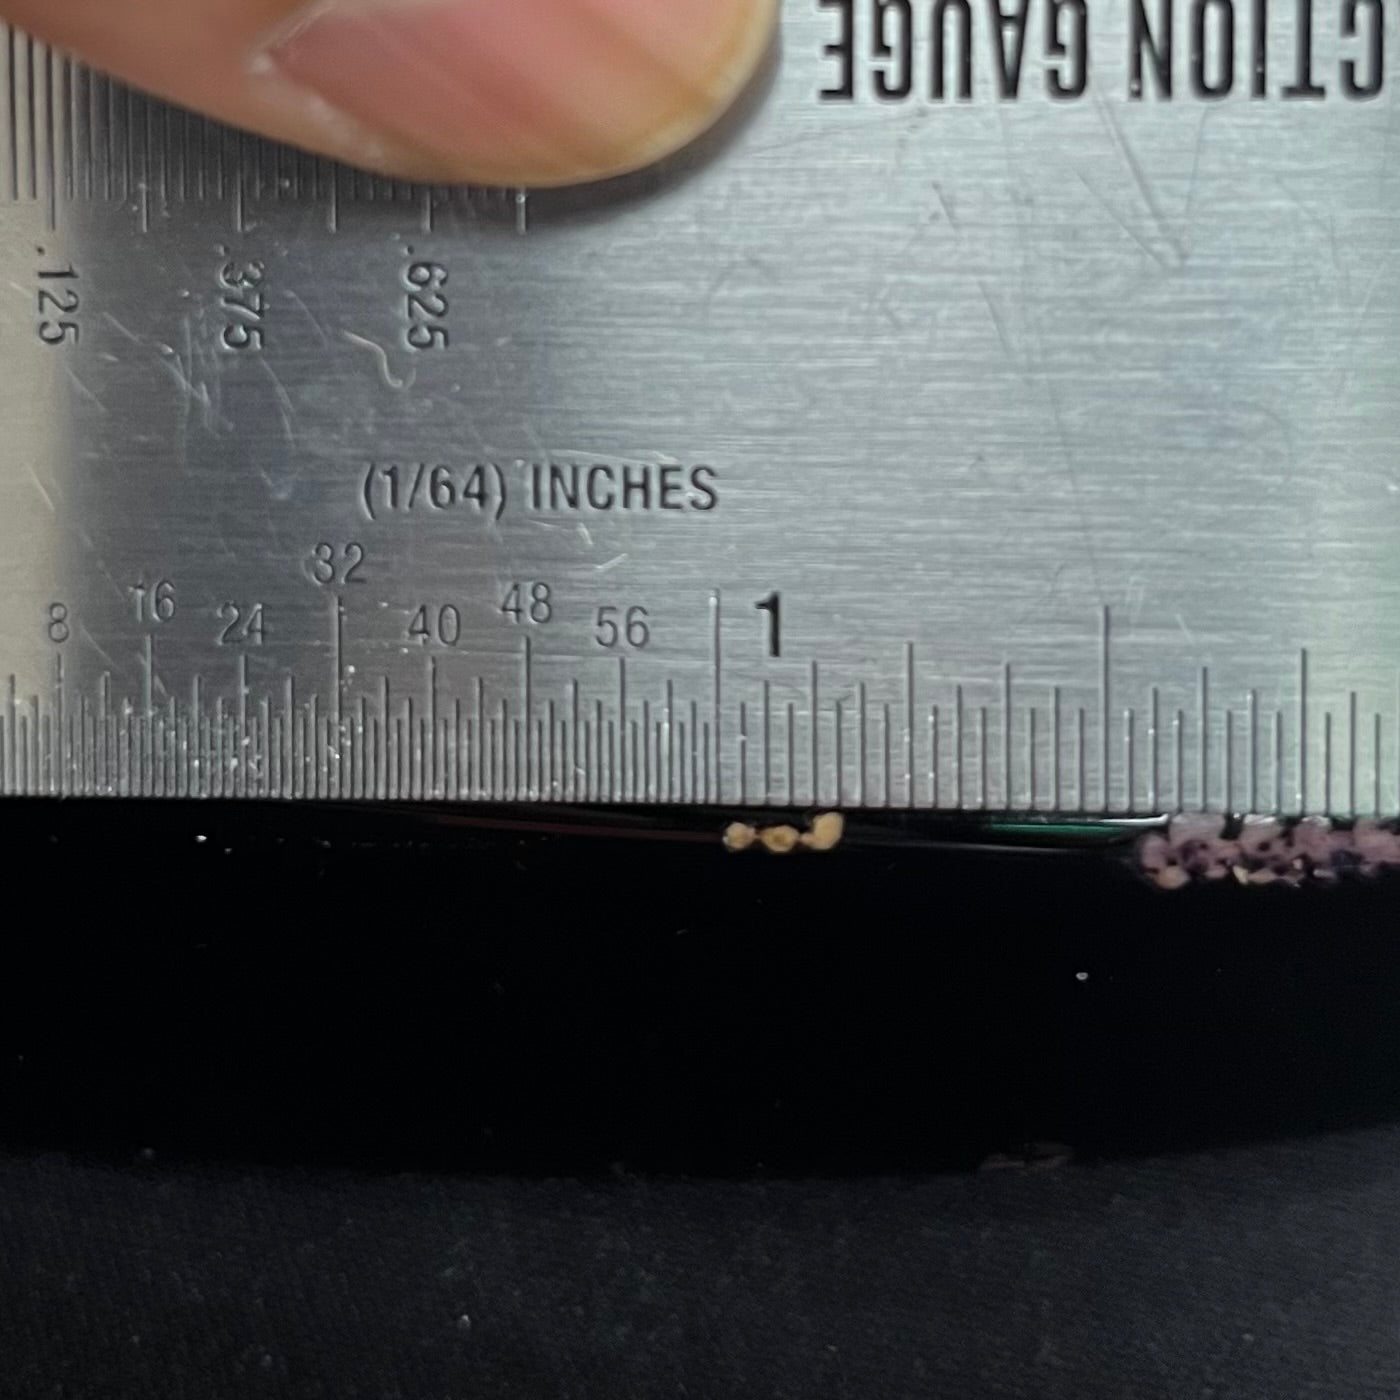 CTION GAUGE
.125 .375 .625
(1/64) INCHES
8 16 24 32 40 48 56 1